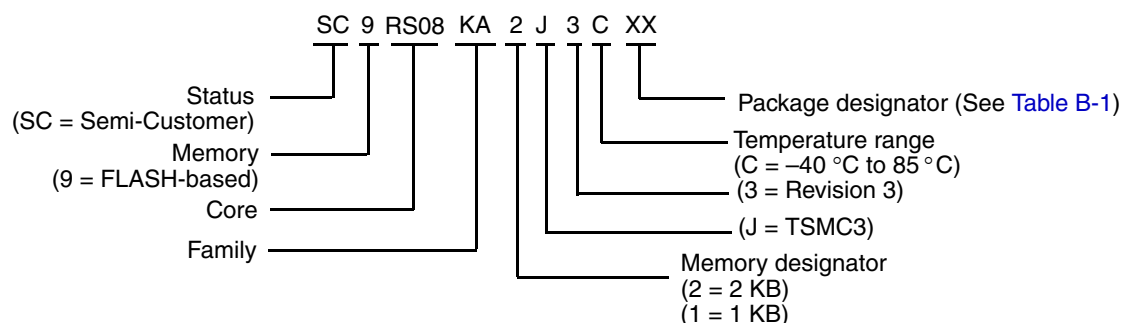 SC 9 RS08 KA 2 J 3 C XX
Status
(SC = Semi-Customer)
Memory
(9 = FLASH-based)
Core
Family
Package designator (See Table B-1)
Temperature range
(C = –40 °C to 85 °C)
(3 = Revision 3)
(J = TSMC3)
Memory designator
(2 = 2 KB)
(1 = 1 KB)